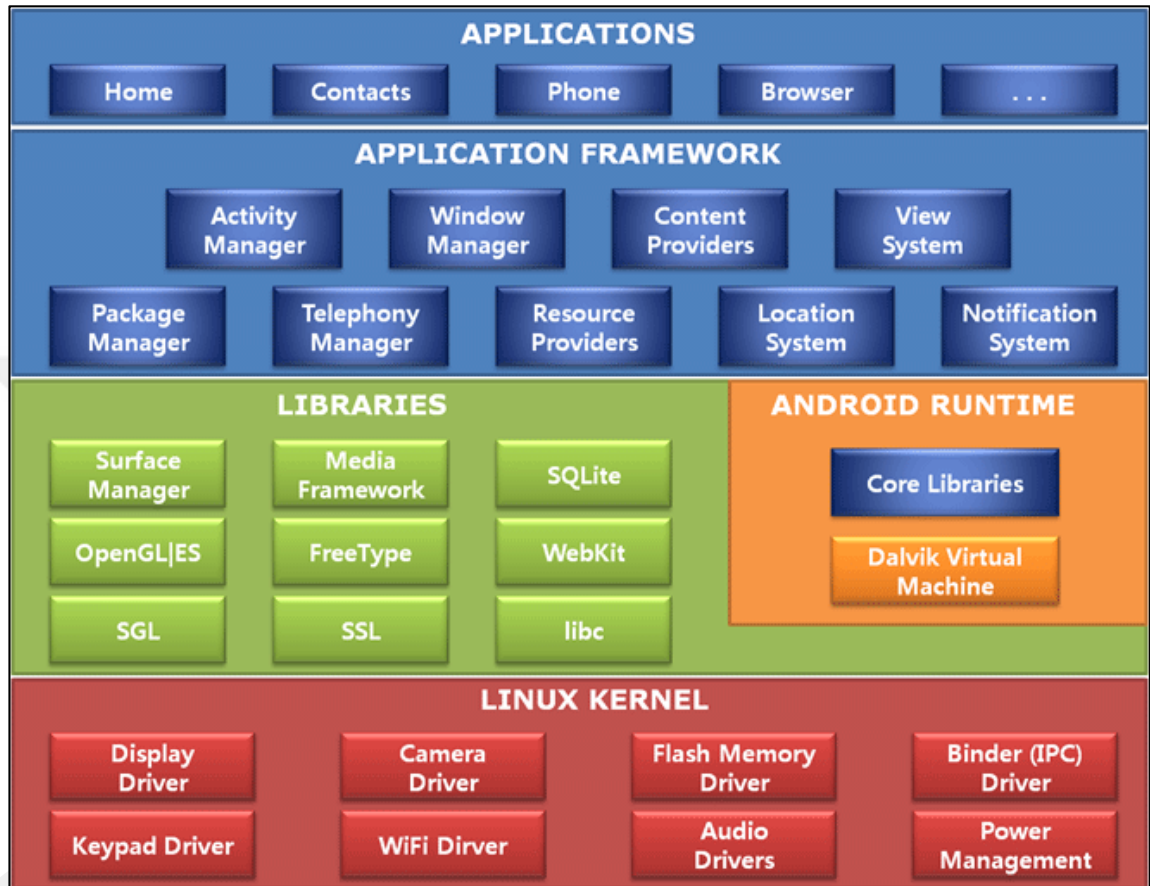 APPLICATIONS
Home
Contacts
Phone
Browser
. . .
APPLICATION FRAMEWORK
Activity
Manager
Window
Manager
Content
Providers
View
System
Package
Manager
Telephony
Manager
Resource
Providers
Location
System
Notification
System
LIBRARIES
Surface
Manager
Media
Framework
SQLite
OpenGL|ES
FreeType
WebKit
SGL
SSL
libc
ANDROID RUNTIME
Core Libraries
Dalvik Virtual
Machine
LINUX KERNEL
Display
Driver
Camera
Driver
Flash Memory
Driver
Binder (IPC)
Driver
Keypad Driver
WiFi Dirver
Audio
Drivers
Power
Management